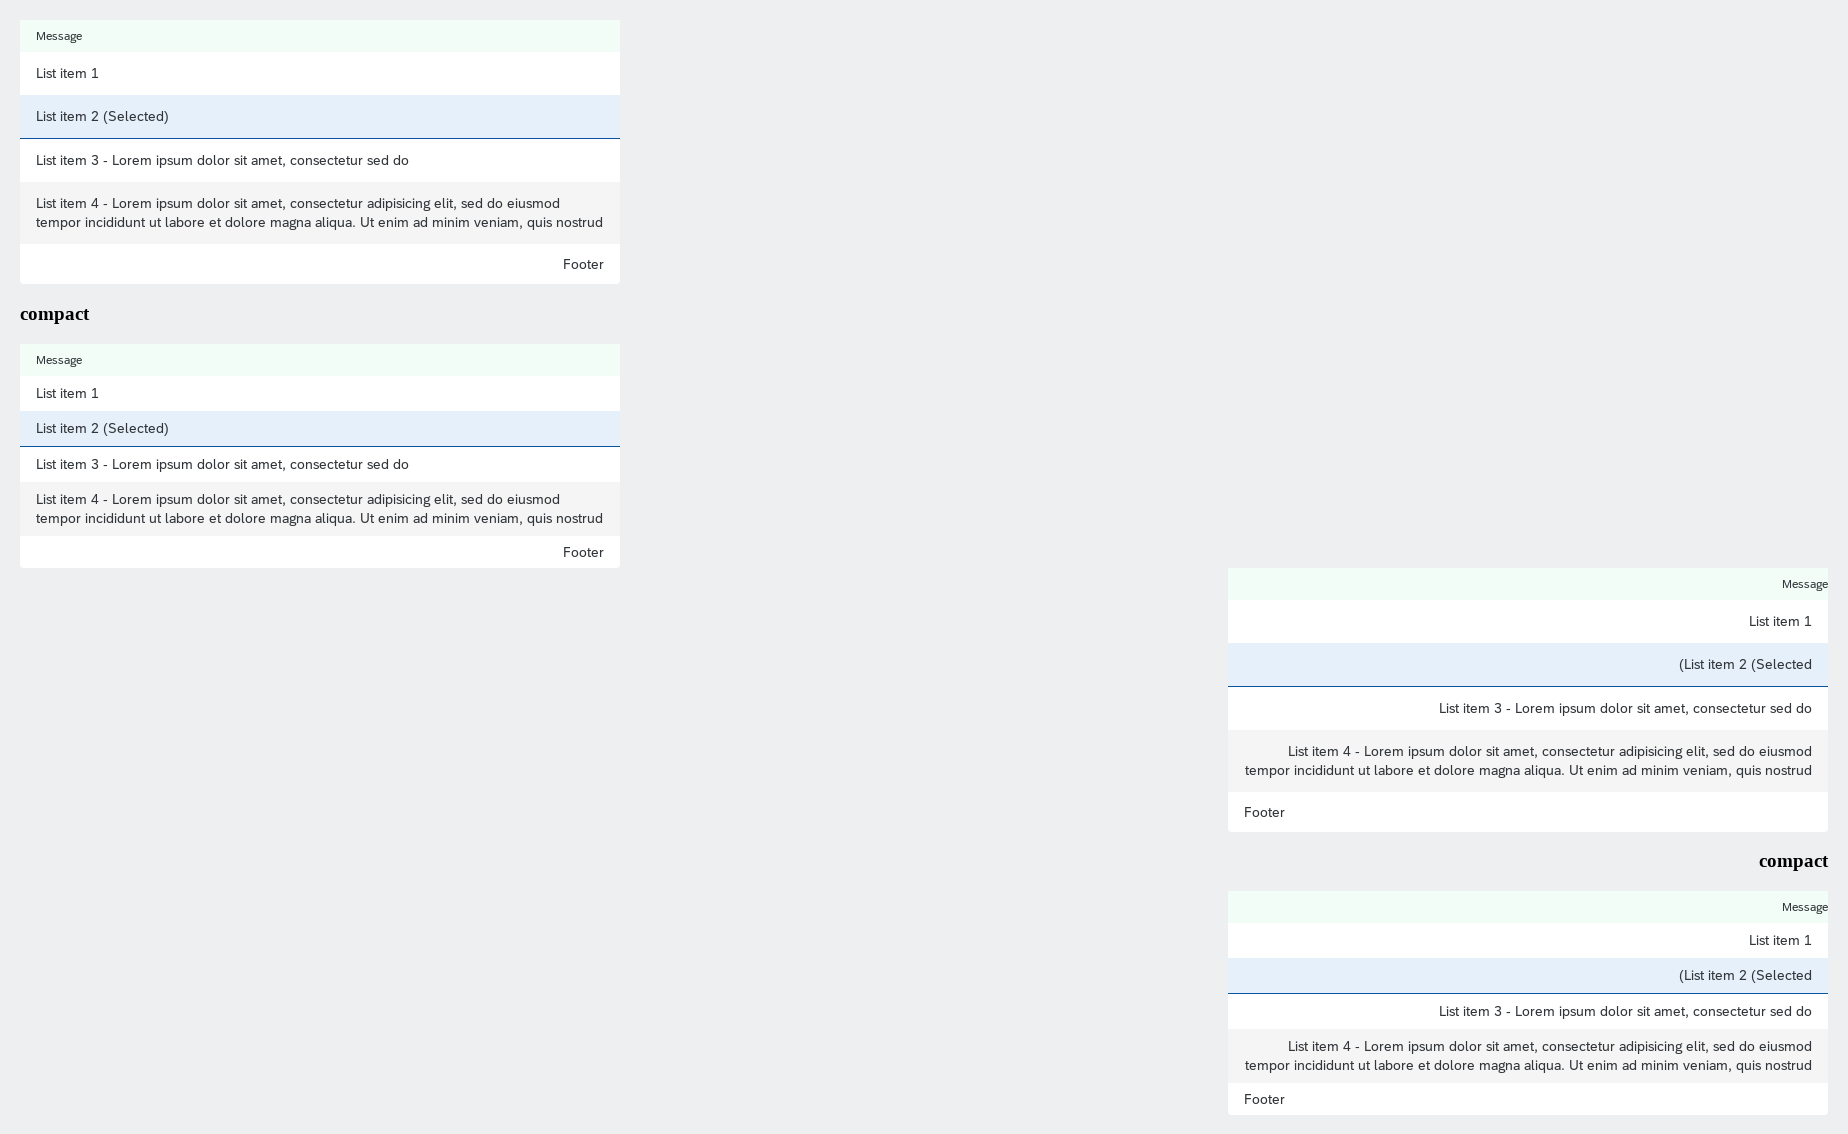 Message
List item 1
List item 2 (Selected)
List item 3 - Lorem ipsum dolor sit amet, consectetur sed do
List item 4 - Lorem ipsum dolor sit amet, consectetur adipisicing elit, sed do eiusmod
tempor incididunt ut labore et dolore magna aliqua. Ut enim ad minim veniam, quis nostrud
Footer
compact
Message
List item 1
List item 2 (Selected)
List item 3 - Lorem ipsum dolor sit amet, consectetur sed do
List item 4 - Lorem ipsum dolor sit amet, consectetur adipisicing elit, sed do eiusmod
tempor incididunt ut labore et dolore magna aliqua. Ut enim ad minim veniam, quis nostrud
Footer
Message
List item 1
(List item 2 (Selected
List item 3 - Lorem ipsum dolor sit amet, consectetur sed do
List item 4 - Lorem ipsum dolor sit amet, consectetur adipisicing elit, sed do eiusmod
tempor incididunt ut labore et dolore magna aliqua. Ut enim ad minim veniam, quis nostrud
Footer
compact
Message
List item 1
(List item 2 (Selected
List item 3 - Lorem ipsum dolor sit amet, consectetur sed do
List item 4 - Lorem ipsum dolor sit amet, consectetur adipisicing elit, sed do eiusmod
tempor incididunt ut labore et dolore magna aliqua. Ut enim ad minim veniam, quis nostrud
Footer